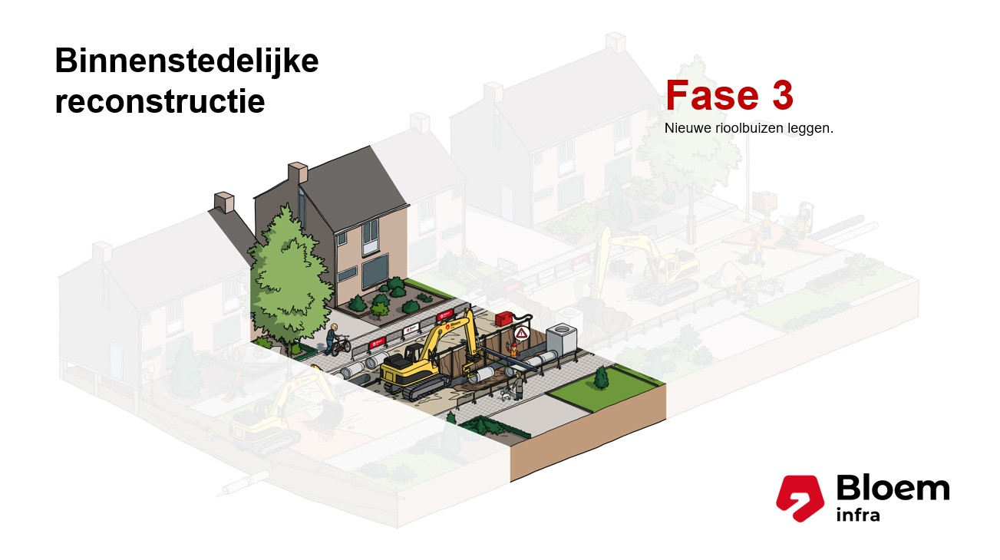 Binnenstedelijke
reconstructie
Fase 3
Nieuwe rioolbuizen leggen.
Bloem
infra